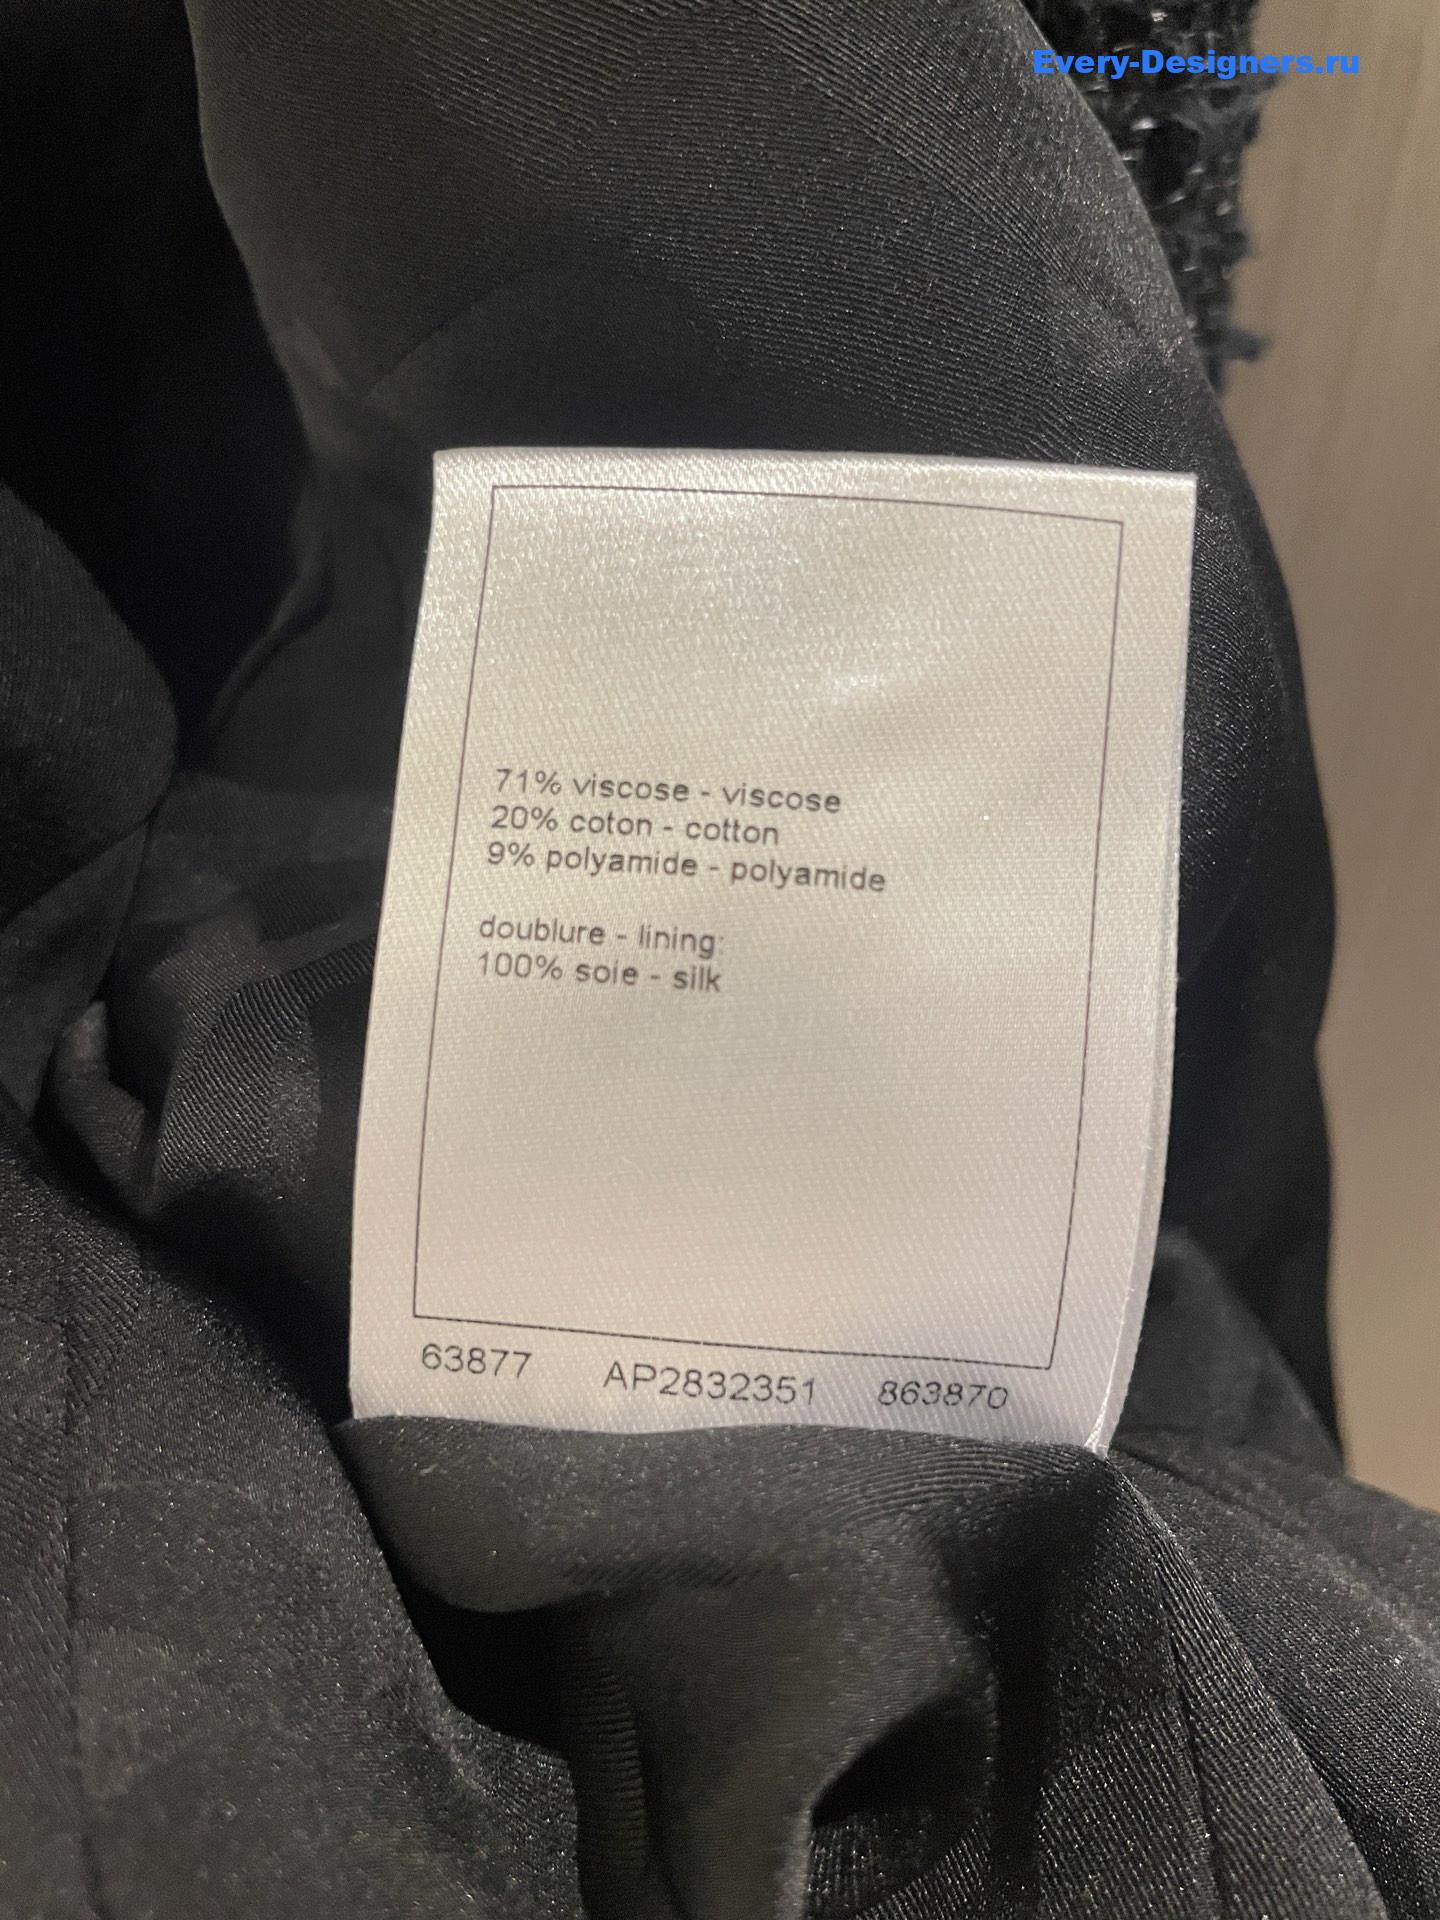 Every-Designers.ru
71% viscose - viscose
20% coton - cotton
9% polyamide - polyamide
doublure - lining:
100% soie - silk
63877 AP2832351 863870